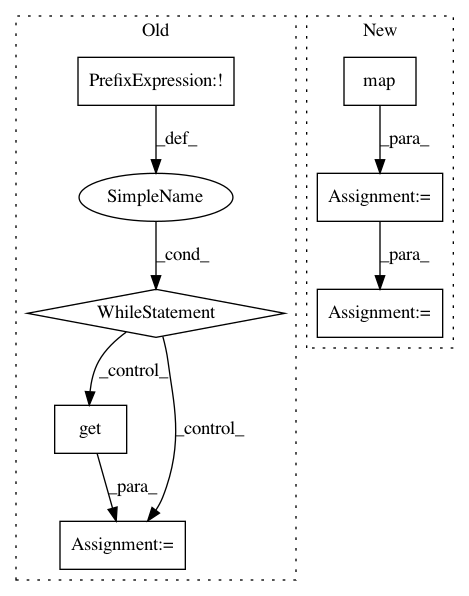 Old
New
PrefixExpression:!
map
_def_
_para_
SimpleName
Assignment:=
_cond_
_para_
WhileStatement
Assignment:=
_control_
_control_
get
_para_
Assignment:=